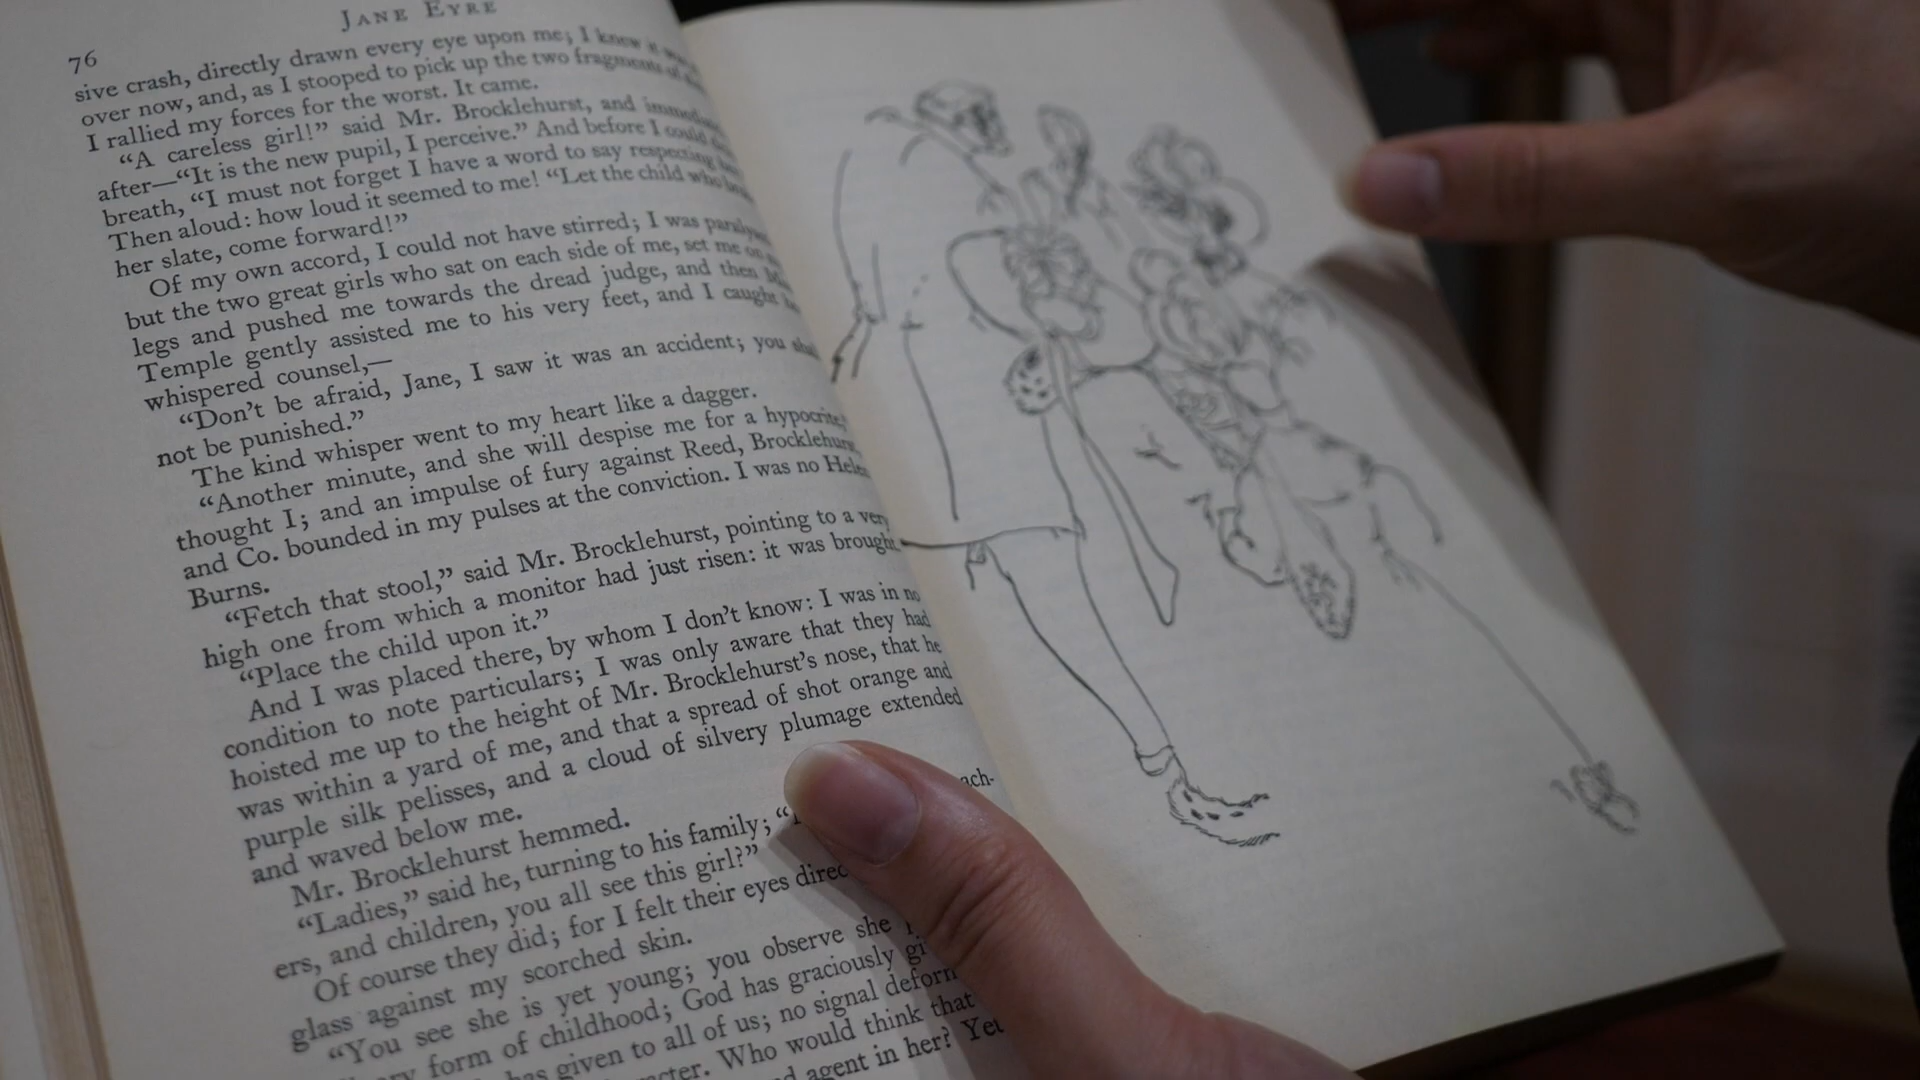 76
JANE EYRE
sive crash, directly drawn every eye upon me; I knew it was
over now, and, as I stooped to pick up the two fragments of
I rallied my forces for the worst. It came.
“A careless girl!” said Mr. Brocklehurst, and
after—“It is the new pupil, I perceive.” And before I could
breath, “I must not forget I have a word to say respecting
Then aloud: how loud it seemed to me! “Let the child who
her slate, come forward!”
Of my own accord, I could not have stirred; I was
but the two great girls who sat on each side of me, set me on
legs and pushed me towards the dread judge, and then
Temple gently assisted me to his very feet, and I caught
whispered counsel,—
“Don't be afraid, Jane, I saw it was an accident; you
not be punished.”
The kind whisper went to my heart like a dagger.
“Another minute, and she will despise me for a hypocrite,”
thought I; and an impulse of fury against Reed,
and Co. bounded in my pulses at the conviction. I was no
Burns.
“Fetch that stool,” said Mr. Brocklehurst, pointing to a very
high one from which a monitor had just risen: it was brought.
“Place the child upon it.”
And I was placed there, by whom I don't know: I was in no
condition to note particulars; I was only aware that they had
hoisted me up to the height of Mr. Brocklehurst's nose, that he
was within a yard of me, and that a spread of shot orange and
purple silk pelisses, and a cloud of silvery plumage extended
and waved below me.
Mr. Brocklehurst hemmed.
“Ladies,” said he, turning to his family; “ ach-
ers, and children, you all see this girl?”
Of course they did; for I felt their eyes direc
glass against my scorched skin.
“You see she is yet young; you observe she
form of childhood; God has graciously gi
has given to all of us; no signal deform
Who would think that
agent in her? Yet